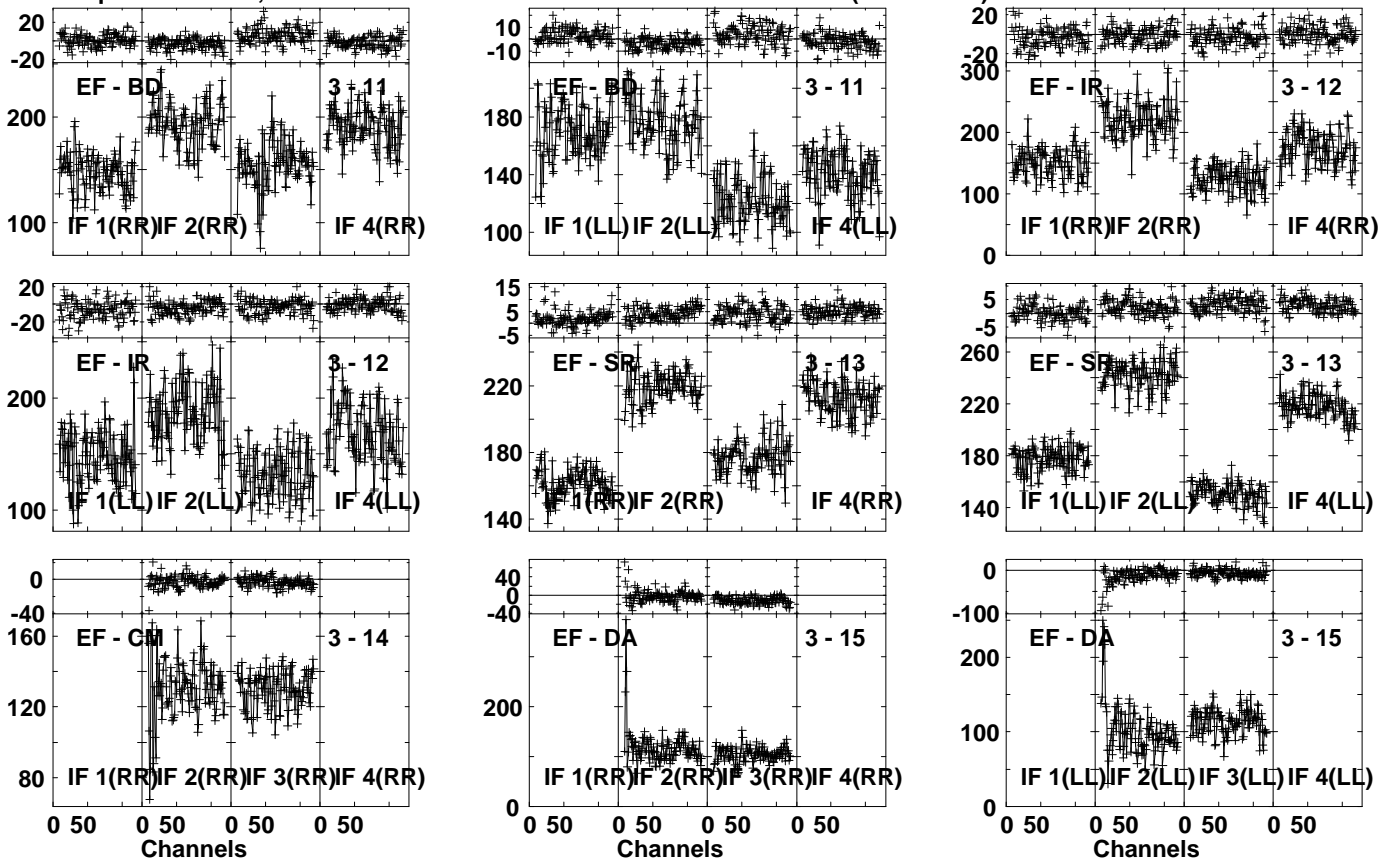 20 0 -20 10 -10 20 -20
EF - BD 3 - 11 EF - BD 3 - 11 EF - IR 3 - 12
200 100 180 140 100 300 200 100 0
IF 1(RR) IF 2(RR) IF 4(RR) IF 1(LL) IF 2(LL) IF 4(LL) IF 1(RR) IF 2(RR) IF 4(RR)
20 -20 15 5 -5 5 -5
EF - IR 3 - 12 EF - SR 3 - 13 EF - SR 3 - 13
200 100 220 180 140 260 220 180 140
IF 1(LL) IF 2(LL) IF 4(LL) IF 1(RR) IF 2(RR) IF 4(RR) IF 1(LL) IF 2(LL) IF 4(LL)
0 -40 40 0 -40 0 -100
EF - CM 3 - 14 EF - DA 3 - 15 EF - DA 3 - 15
160 120 80 200 0 200 100 0
IF 1(RR) IF 2(RR) IF 3(RR) IF 4(RR) IF 1(RR) IF 2(RR) IF 3(RR) IF 4(RR) IF 1(LL) IF 2(LL) IF 3(LL) IF 4(LL)
0 50 0 50 0 50 0 50 0 50 0 50 0 50 0 50 0 50 0 50 0 50 0 50
Channels Channels Channels